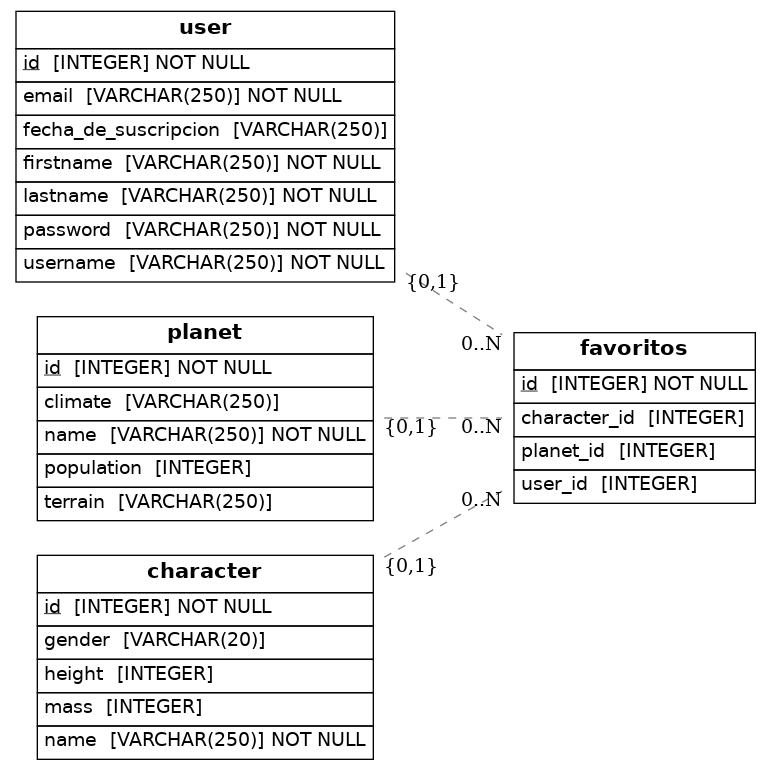 user
id [INTEGER] NOT NULL
email [VARCHAR(250)] NOT NULL
fecha_de_suscripcion [VARCHAR(250)]
firstname [VARCHAR(250)] NOT NULL
lastname [VARCHAR(250)] NOT NULL
password [VARCHAR(250)] NOT NULL
username [VARCHAR(250)] NOT NULL
{0,1}
0..N
planet
id [INTEGER] NOT NULL
climate [VARCHAR(250)]
name [VARCHAR(250)] NOT NULL
population [INTEGER]
terrain [VARCHAR(250)]
{0,1}
0..N
favoritos
id [INTEGER] NOT NULL
character_id [INTEGER]
planet_id [INTEGER]
user_id [INTEGER]
0..N
{0,1}
character
id [INTEGER] NOT NULL
gender [VARCHAR(20)]
height [INTEGER]
mass [INTEGER]
name [VARCHAR(250)] NOT NULL